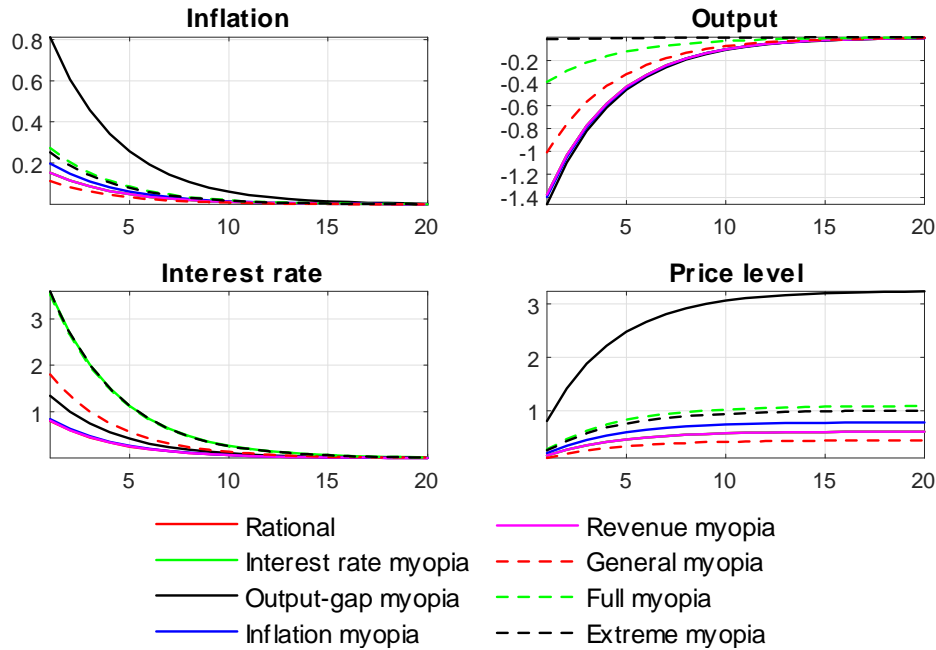 Inflation
0.8
0.6
0.4
0.2
5 10 15 20
Output
-0.2
-0.4
-0.6
-0.8
-1
-1.2
-1.4
5 10 15 20
Interest rate
3
2
1
5 10 15 20
Price level
3
2
1
5 10 15 20
Rational
Interest rate myopia
Output-gap myopia
Inflation myopia
Revenue myopia
General myopia
Full myopia
Extreme myopia